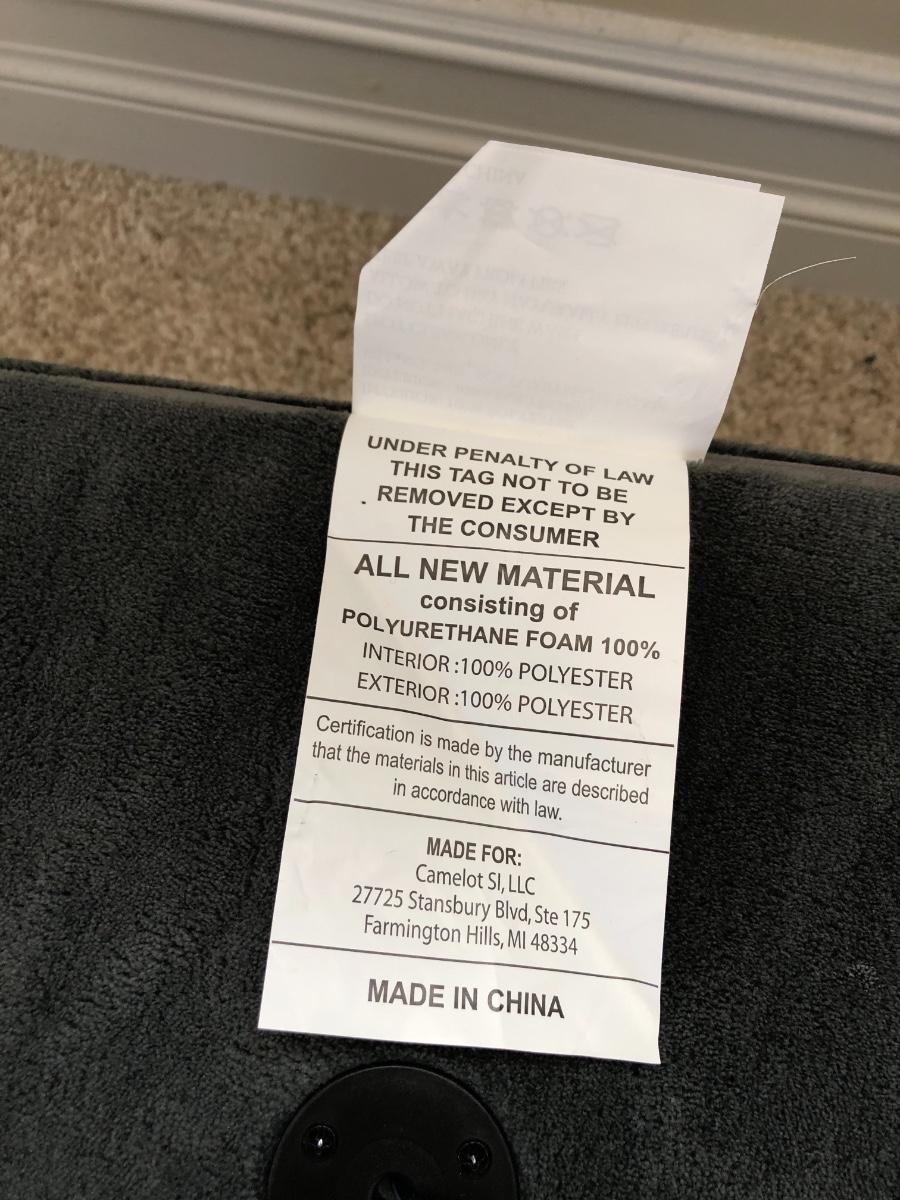 UNDER PENALTY OF LAW
THIS TAG NOT TO BE
REMOVED EXCEPT BY
THE CONSUMER
ALL NEW MATERIAL
consisting of
POLYURETHANE FOAM 100%
INTERIOR :100% POLYESTER
EXTERIOR :100% POLYESTER
Certification is made by the manufacturer
that the materials in this article are described
in accordance with law.
MADE FOR:
Camelot SI, LLC
27725 Stansbury Blvd, Ste 175
Farmington Hills, MI 48334
MADE IN CHINA